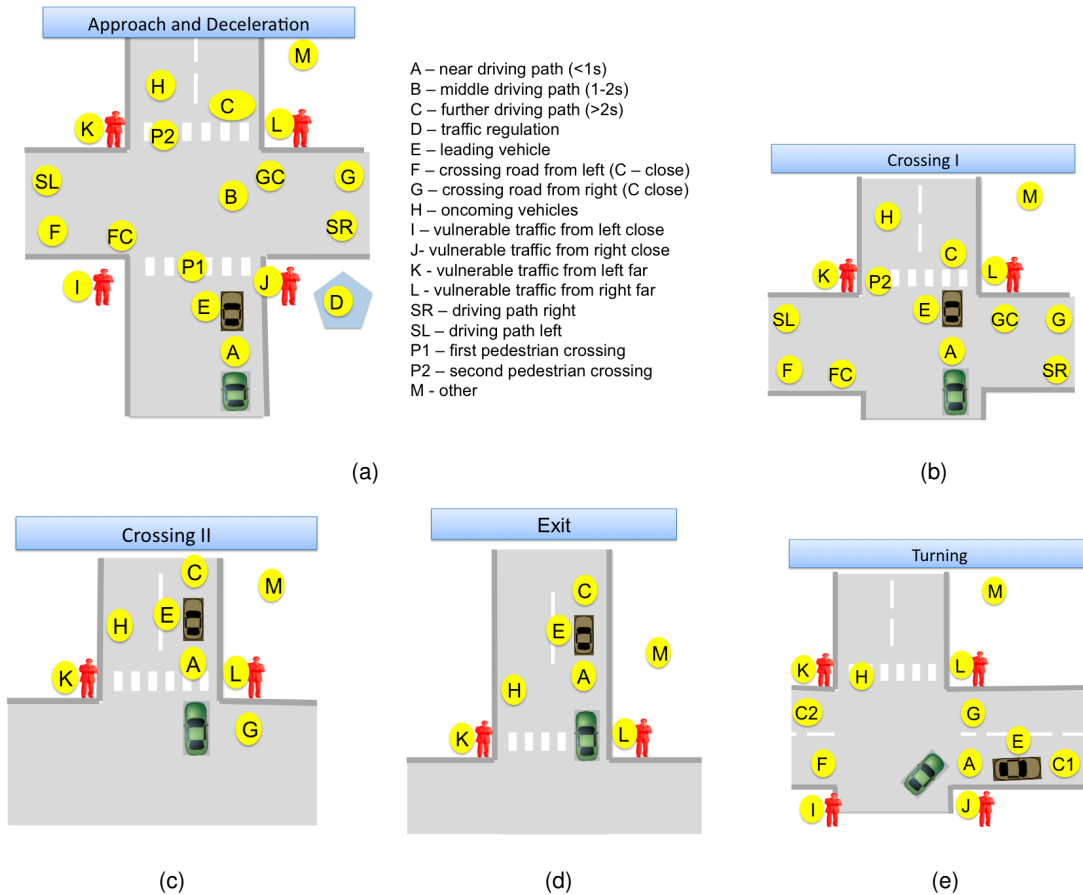 Approach and Deceleration
M
H
C
K
P2
L
SL
GC
G
B
F
FC
SR
P1
I
J
E
D
A
A – near driving path (<1s)
B – middle driving path (1-2s)
C – further driving path (>2s)
D – traffic regulation
E – leading vehicle
F – crossing road from left (C – close)
G – crossing road from right (C close)
H – oncoming vehicles
I – vulnerable traffic from left close
J- vulnerable traffic from right close
K - vulnerable traffic from left far
L - vulnerable traffic from right far
SR – driving path right
SL – driving path left
P1 – first pedestrian crossing
P2 – second pedestrian crossing
M - other
(a)
Crossing I
M
H
C
K
P2
L
SL
E
GC
G
A
F
FC
SR
(b)
Crossing II
C
M
E
H
A
K
L
G
(c)
Exit
C
E
M
A
H
K
L
(d)
Turning
M
K
H
L
C2
G
E
F
A
C1
I
J
(e)